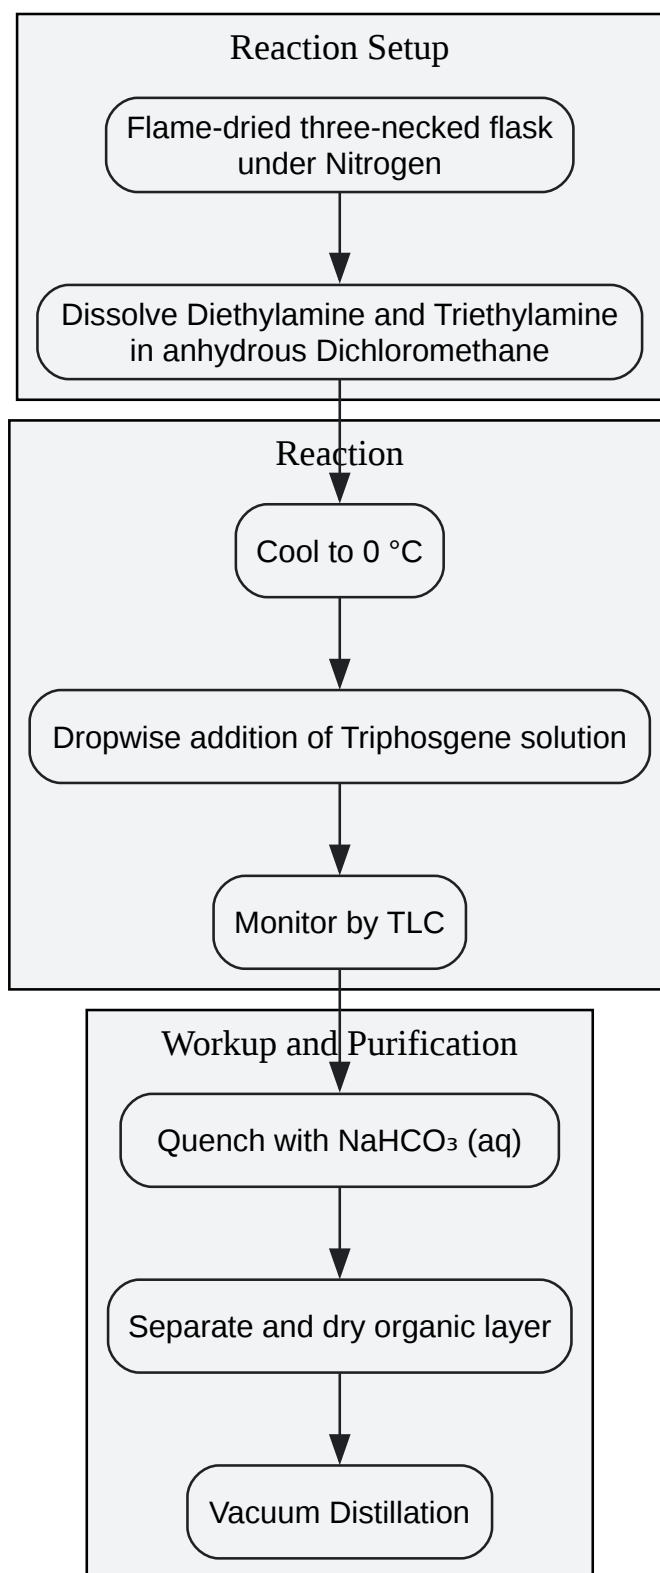 Reaction Setup
Flame-dried three-necked flask
under Nitrogen
Dissolve Diethylamine and Triethylamine
in anhydrous Dichloromethane
Reaction
Cool to 0 °C
Dropwise addition of Triphosgene solution
Monitor by TLC
Workup and Purification
Quench with NaHCO₃ (aq)
Separate and dry organic layer
Vacuum Distillation